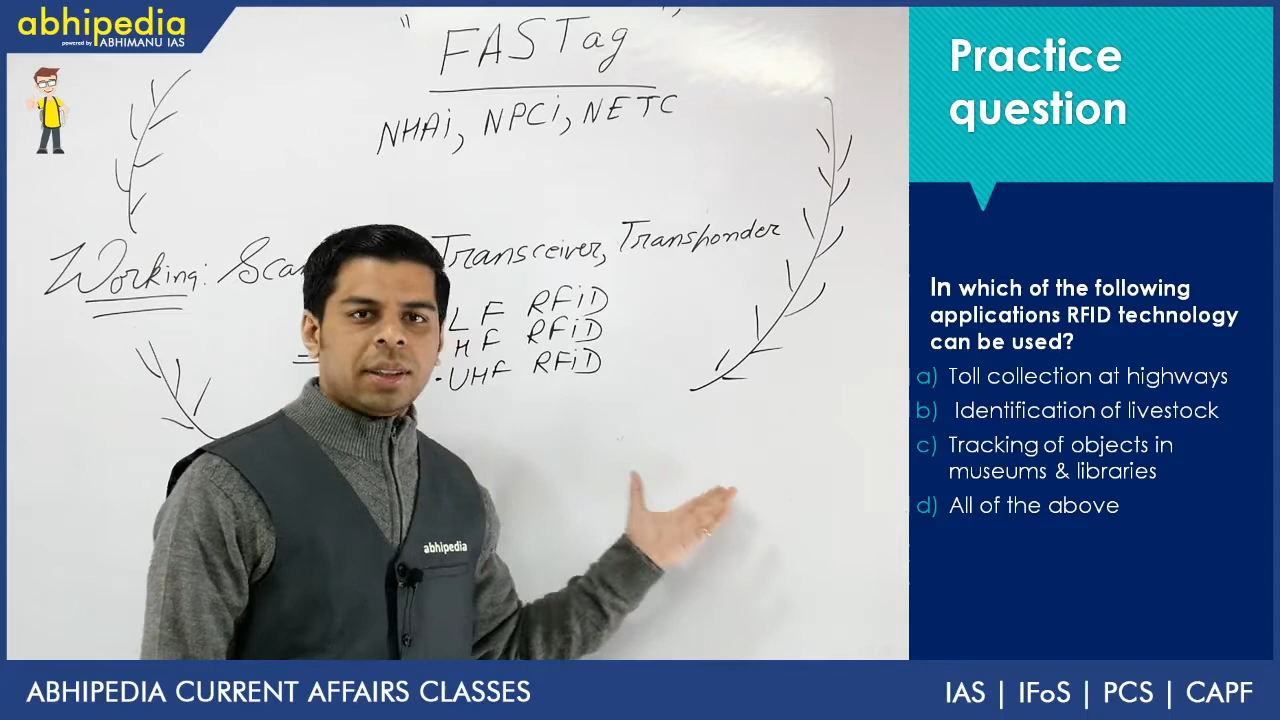 abhipedia
powered by ABHIMANU IAS
" FASTag "
NHAi, NPCi, NETC
Working: Transceiver, Transponder
LF RFiD
HF RFiD
UHF RFiD
abhipedia
Practice
question
In which of the following
applications RFID technology
can be used?
a) Toll collection at highways
b) Identification of livestock
c) Tracking of objects in
museums & libraries
d) All of the above
ABHIPEDIA CURRENT AFFAIRS CLASSES
IAS | IFoS | PCS | CAPF